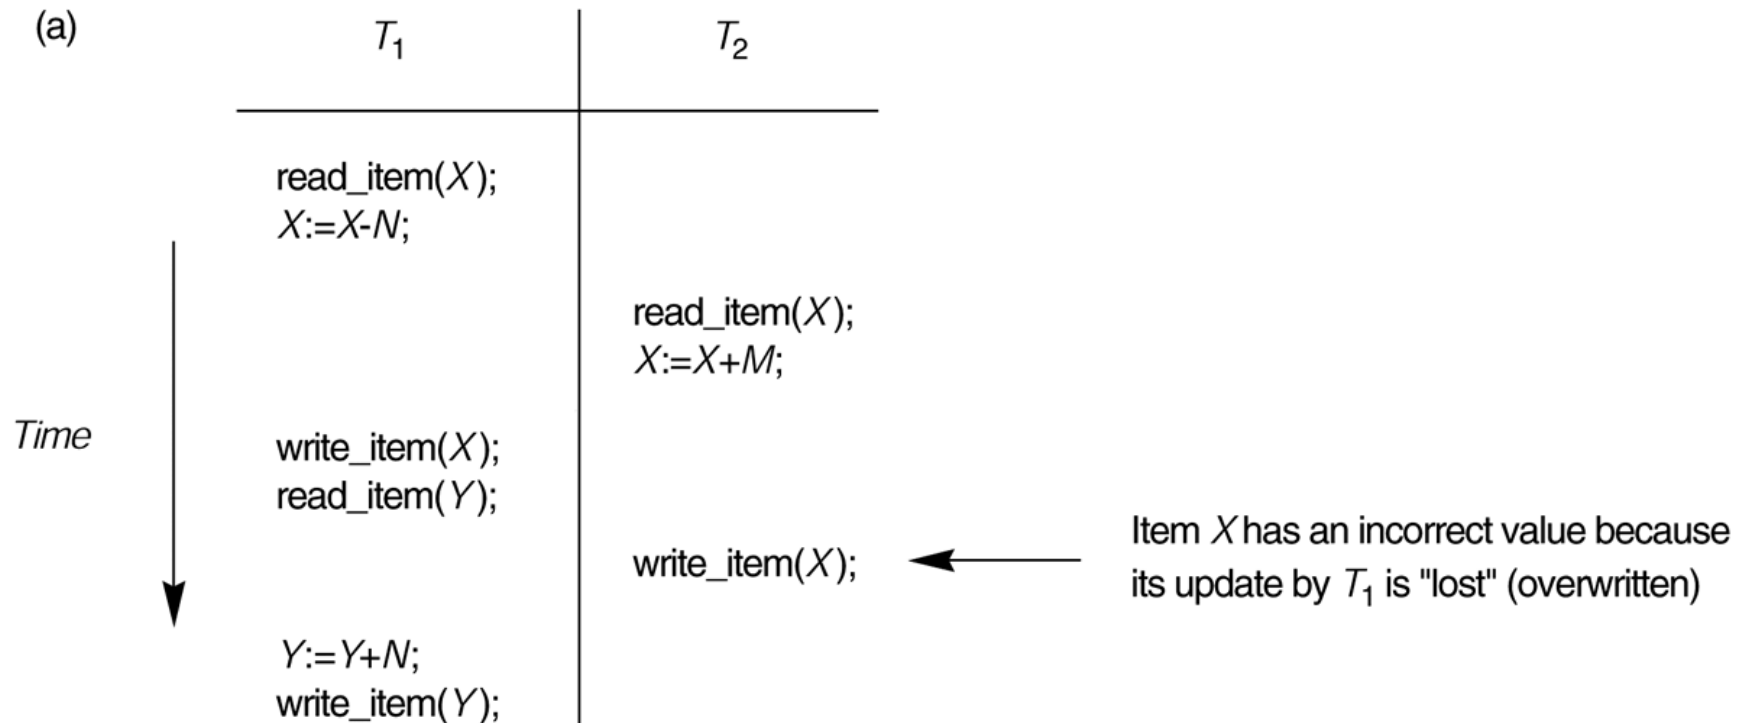 (a)
T1
T2
read_item(X);
X:=X-N;
read_item(X);
X:=X+M;
Time
write_item(X);
read_item(Y);
write_item(X);
Item X has an incorrect value because
its update by T1 is "lost" (overwritten)
Y:=Y+N;
write_item(Y);